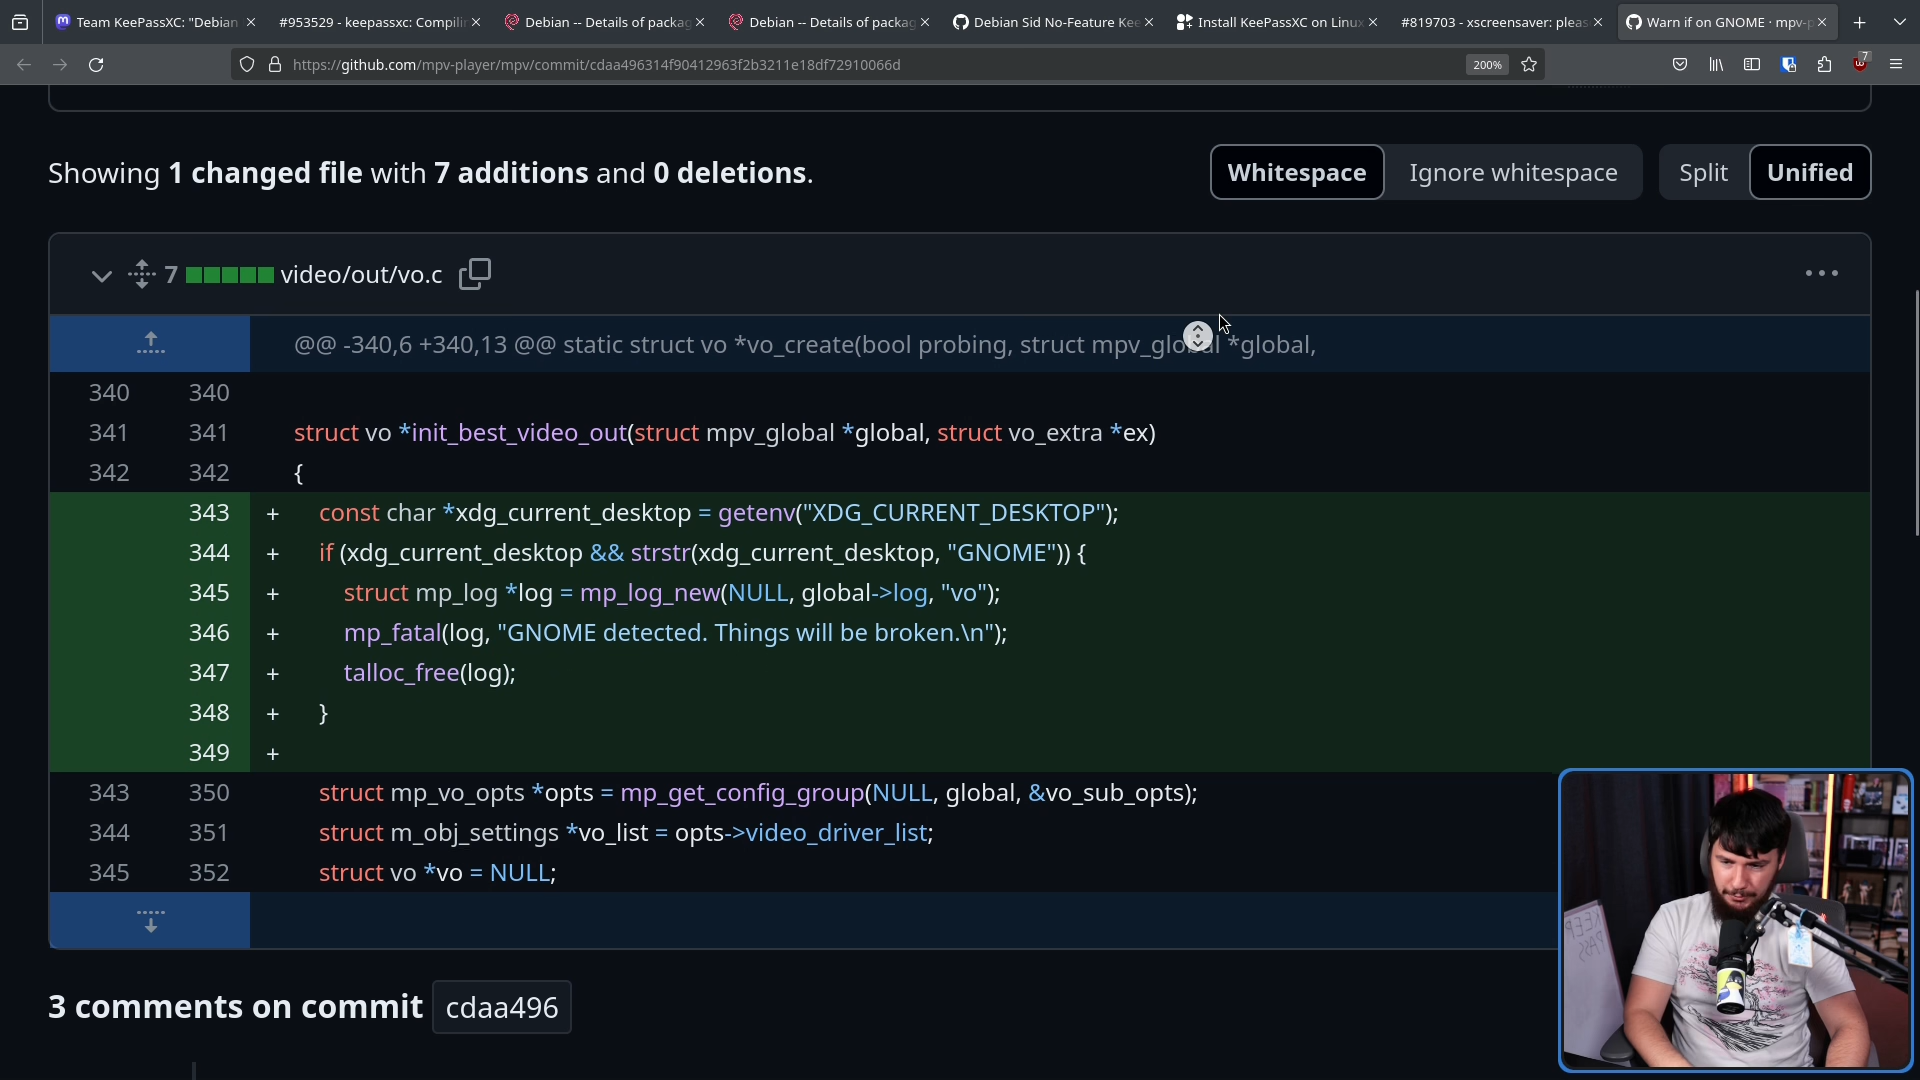 Team KeePassXC: "Debian
#953529 - keepassxc: Compilin
Debian -- Details of packag
Debian -- Details of packag
Debian Sid No-Feature Kee
Install KeePassXC on Linux
#819703 - xscreensaver: pleas
Warn if on GNOME · mpv-p
https://github.com/mpv-player/mpv/commit/cdaa496314f90412963f2b3211e18df72910066d
200%
7
Showing 1 changed file with 7 additions and 0 deletions.
Whitespace
Ignore whitespace
Split
Unified
7 video/out/vo.c
@@ -340,6 +340,13 @@ static struct vo *vo_create(bool probing, struct mpv_global *global,
340 340
341 341 struct vo *init_best_video_out(struct mpv_global *global, struct vo_extra *ex)
342 342 {
343 + const char *xdg_current_desktop = getenv("XDG_CURRENT_DESKTOP");
344 + if (xdg_current_desktop && strstr(xdg_current_desktop, "GNOME")) {
345 + struct mp_log *log = mp_log_new(NULL, global->log, "vo");
346 + mp_fatal(log, "GNOME detected. Things will be broken.\n");
347 + talloc_free(log);
348 + }
349 +
343 350 struct mp_vo_opts *opts = mp_get_config_group(NULL, global, &vo_sub_opts);
344 351 struct m_obj_settings *vo_list = opts->video_driver_list;
345 352 struct vo *vo = NULL;
3 comments on commit cdaa496
KEEP
PASS